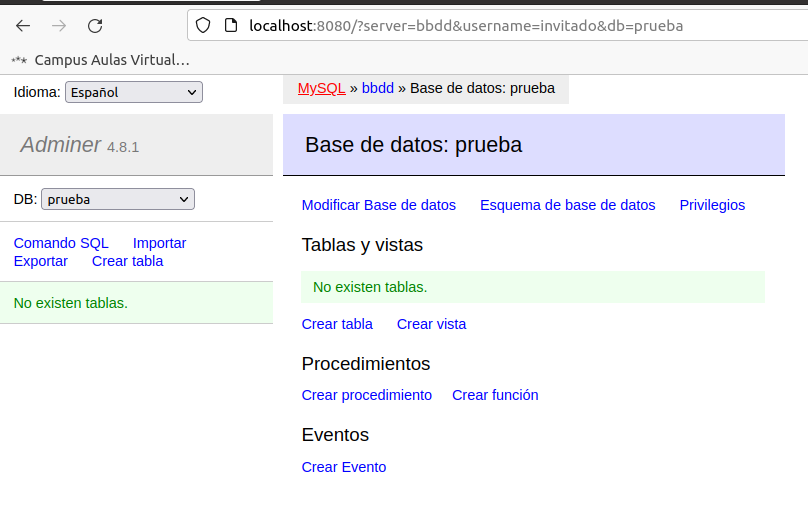 localhost:8080/?server=bbdd&username=invitado&db=prueba
Campus Aulas Virtual…
Idioma: Español
MySQL » bbdd » Base de datos: prueba
Adminer 4.8.1
Base de datos: prueba
DB: prueba
Modificar Base de datos Esquema de base de datos Privilegios
Comando SQL Importar
Exportar Crear tabla
No existen tablas.
Tablas y vistas
No existen tablas.
Crear tabla Crear vista
Procedimientos
Crear procedimiento Crear función
Eventos
Crear Evento